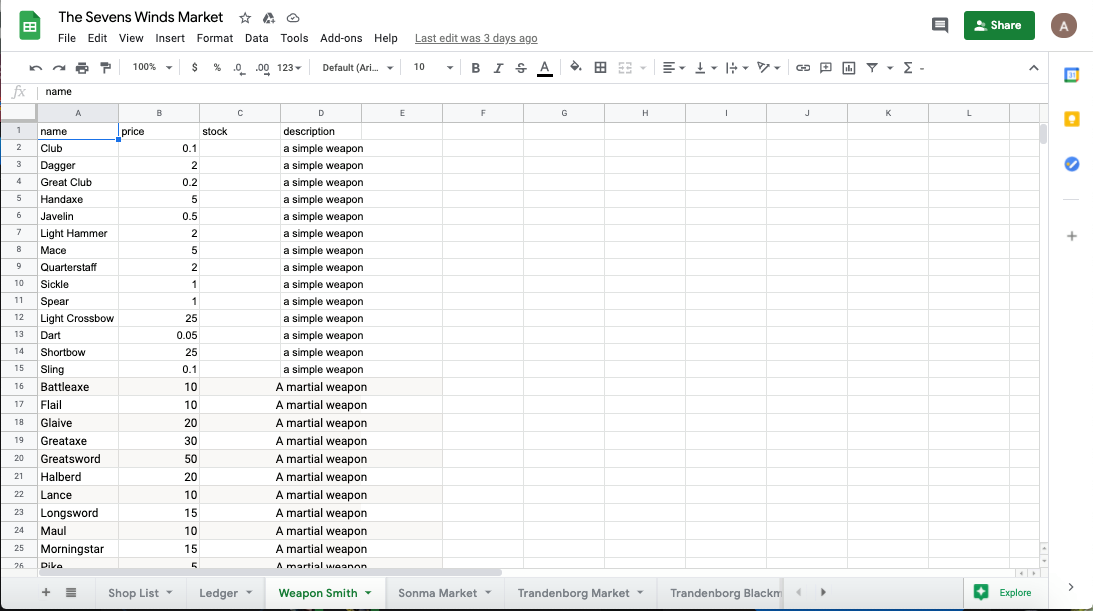 The Sevens Winds Market
File Edit View Insert Format Data Tools Add-ons Help Last edit was 3 days ago
Share
A
100% $ % .0 .00 123 Default (Ari... 10 B I S A Σ
31
fx name
A B C D E F G H I J K L
1 name price stock description
2 Club 0.1 a simple weapon
3 Dagger 2 a simple weapon
4 Great Club 0.2 a simple weapon
5 Handaxe 5 a simple weapon
6 Javelin 0.5 a simple weapon
7 Light Hammer 2 a simple weapon
8 Mace 5 a simple weapon
9 Quarterstaff 2 a simple weapon
10 Sickle 1 a simple weapon
11 Spear 1 a simple weapon
12 Light Crossbow 25 a simple weapon
13 Dart 0.05 a simple weapon
14 Shortbow 25 a simple weapon
15 Sling 0.1 a simple weapon
16 Battleaxe 10 A martial weapon
17 Flail 10 A martial weapon
18 Glaive 20 A martial weapon
19 Greataxe 30 A martial weapon
20 Greatsword 50 A martial weapon
21 Halberd 20 A martial weapon
22 Lance 10 A martial weapon
23 Longsword 15 A martial weapon
24 Maul 10 A martial weapon
25 Morningstar 15 A martial weapon
26 Pike 5 A martial weapon
Shop List Ledger Weapon Smith Sonma Market Trandenborg Market Trandenborg Blackm
Explore